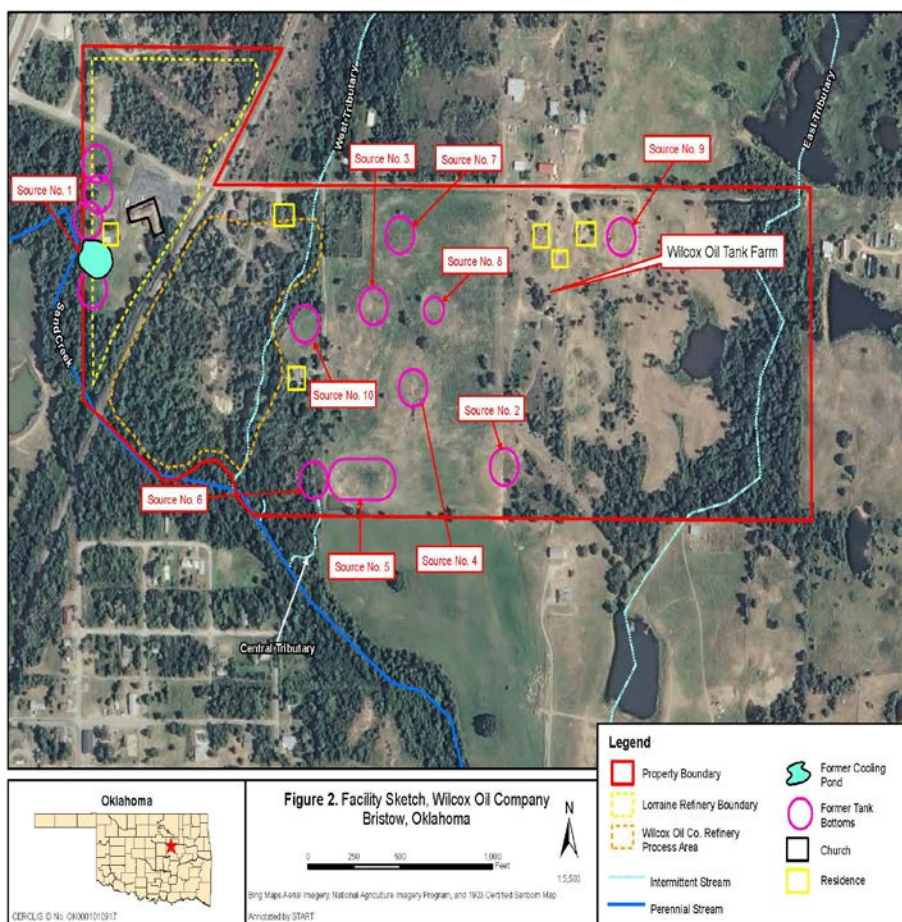 West Tributary
East Tributary
Source No. 3
Source No. 7
Source No. 9
Source No. 1
Source No. 8
Wilcox Oil Tank Farm
Sand Creek
Source No. 10
Source No. 2
Source No. 6
Source No. 5
Source No. 4
Central Tributary
Legend
Property Boundary
Lorraine Refinery Boundary
Wilcox Oil Co. Refinery
Process Area
Intermittent Stream
Perennial Stream
Former Cooling
Pond
Former Tank
Bottoms
Church
Residence
Oklahoma
CERCLIS ID No: OK0001010917
Figure 2. Facility Sketch, Wilcox Oil Company
Bristow, Oklahoma
N
0 250 500 1,000
Feet
1:5,500
Bing Maps Aerial Imagery, National Agriculture Imagery Program, and 1923 Certified Sanborn Map
Annotated by START